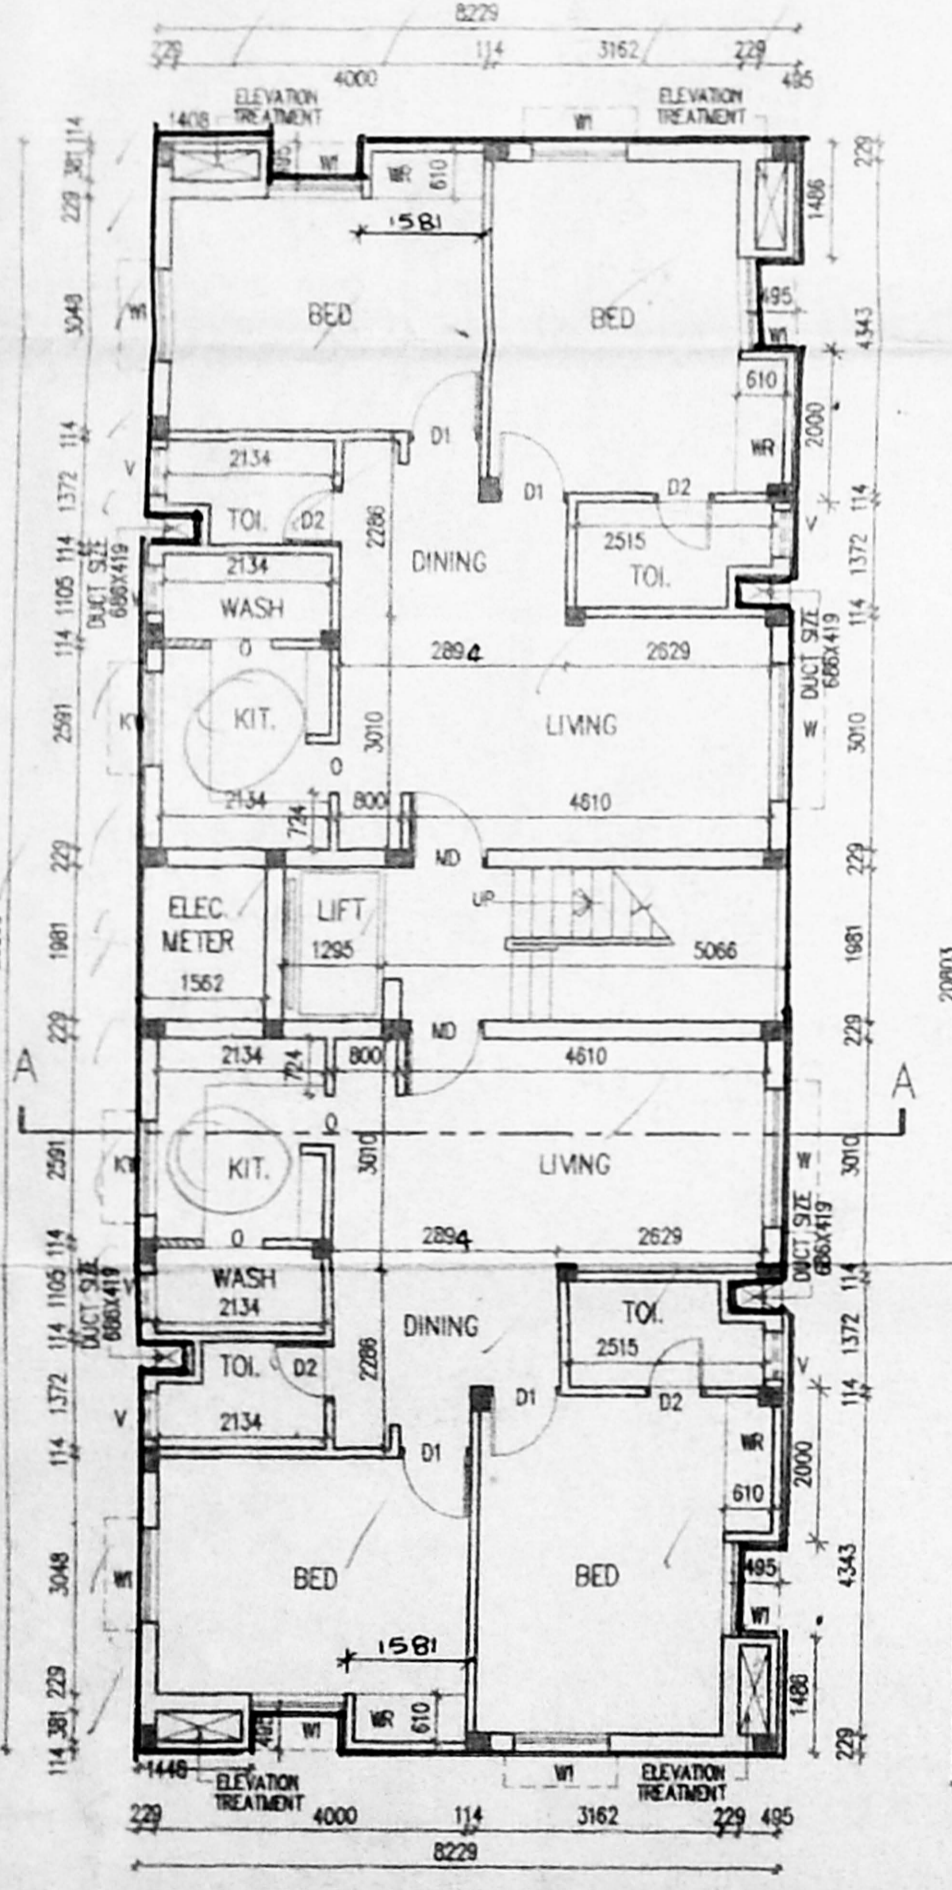 8229
229 114 3162 229
4000 495
ELEVATION TREATMENT
ELEVATION TREATMENT
W1
1408
114
381
495
W1
WR
610
229
229
1486
1581
3048
W1
BED
BED
495
W1
4343
610
2000
WR
114
D1
2134
V
1372
TOI.
D2
2286
D1
D2
114
V
2515
DINING
TOI.
1372
114
DUCT SIZE
686X419
2134
1105
V
WASH
114
114
O
2894
2629
DUCT SIZE
686X419
2591
KW
KIT.
3010
LIVING
W
3010
O
2134
724
800
4610
229
MD
229
ELEC.
METER
LIFT
UP
1981
1295
5066
1981
1562
20803
229
MD
229
A
2134
724
800
4610
A
O
2591
KW
KIT.
3010
LIVING
W
3010
114
O
2894
2629
DUCT SIZE
686X419
1105
V
WASH
114
DUCT SIZE
686X419
2134
DINING
TOI.
114
TOI.
D2
2286
2515
1372
1372
V
2134
D1
D2
V
114
114
D1
WR
2000
610
3048
W1
BED
BED
495
4343
W1
1581
229
381
495
W1
WR
610
1486
114
229
1446
ELEVATION TREATMENT
W1
ELEVATION TREATMENT
229 4000 114 3162 229 495
8229